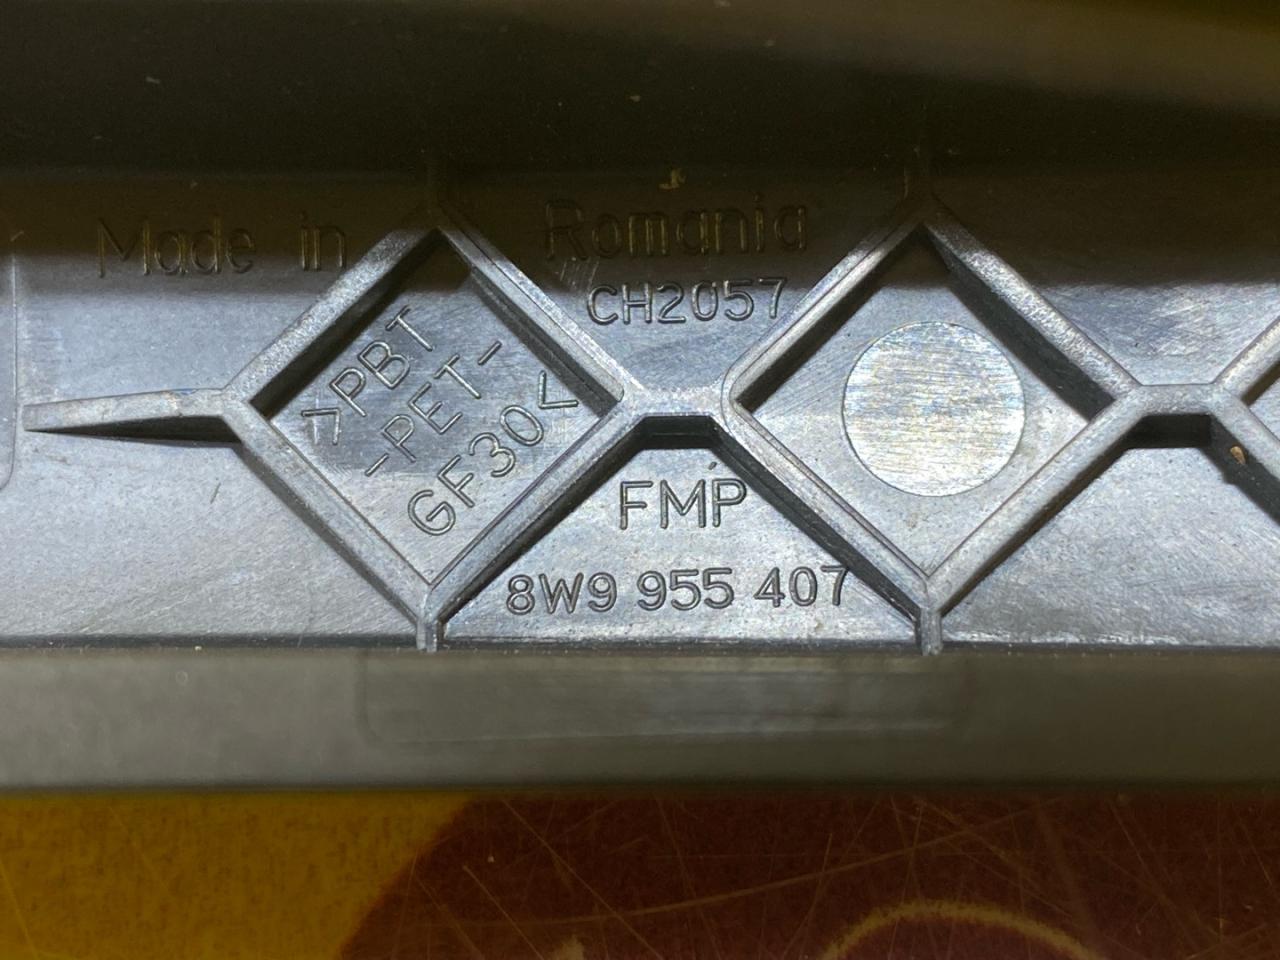 Made in Romania
CH2057
>PBT
-PET-
GF30<
FMP
8W9 955 407